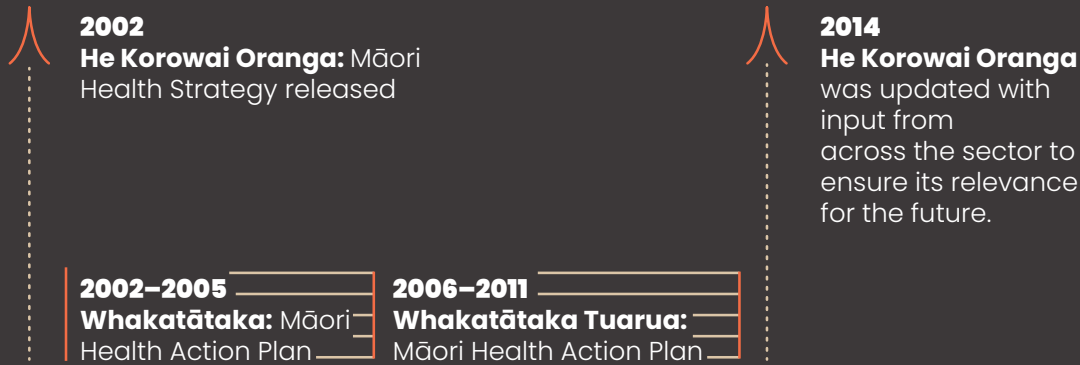 2002
He Korowai Oranga: Māori
Health Strategy released
2014
He Korowai Oranga
was updated with
input from
across the sector to
ensure its relevance
for the future.
2002–2005
Whakatātaka: Māori
Health Action Plan
2006–2011
Whakatātaka Tuarua:
Māori Health Action Plan